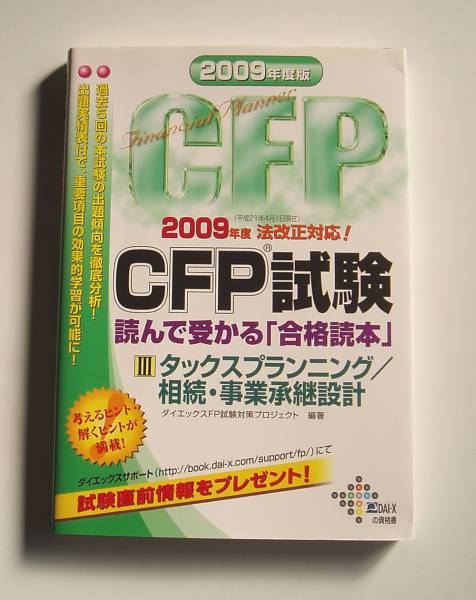 2009年度版
CFP
Financial Planner
過去5回の本試験の出題傾向を徹底分析！
出題実績表付で、重要項目の効果的学習が可能に！
(平成21年4月1日現在)
2009年度 法改正対応！
CFP®試験
読んで受かる「合格読本」
Ⅲタックスプランニング／
相続・事業承継設計
ダイエックスFP試験対策プロジェクト 編著
考えるヒント、
解くヒントが
満載！
ダイエックスサポート(http://book.dai-x.com/support/fp/)にて
試験直前情報をプレゼント！
DAI-X
の資格書